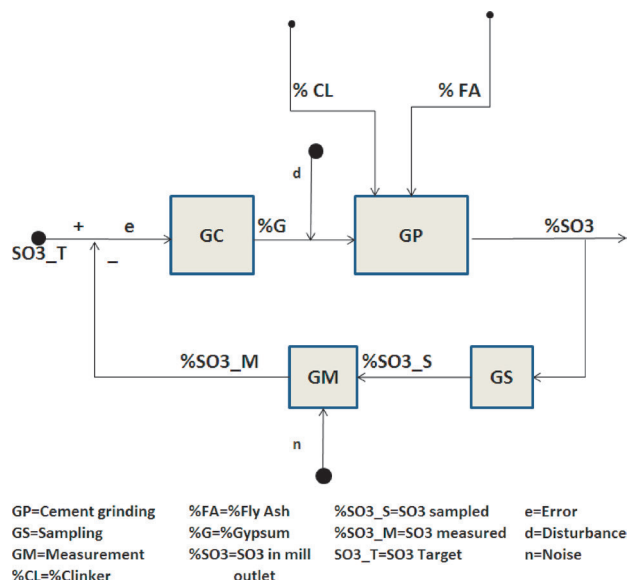 % CL
% FA
d
+
e
GC
%G
GP
%SO3
SO3_T
_
%SO3_M
GM
%SO3_S
GS
n
GP=Cement grinding %FA=%Fly Ash %SO3_S=SO3 sampled e=Error
GS=Sampling %G=%Gypsum %SO3_M=SO3 measured d=Disturbance
GM=Measurement %SO3=SO3 in mill SO3_T=SO3 Target n=Noise
%CL=%Clinker outlet